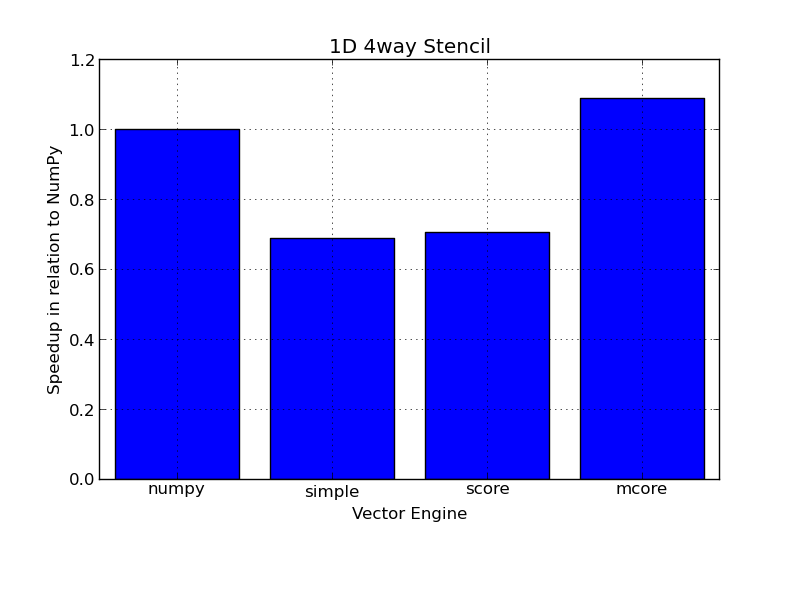 1D 4way Stencil
1.2
1.0
0.8
0.6
0.4
0.2
0.0
Speedup in relation to NumPy
numpy simple score mcore
Vector Engine